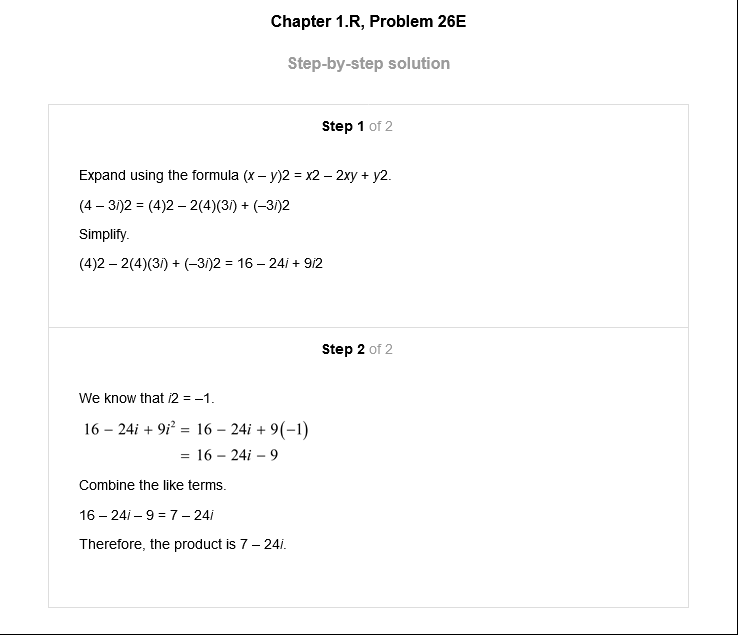 Chapter 1.R, Problem 26E
Step-by-step solution
Step 1 of 2
Expand using the formula (x – y)2 = x2 – 2xy + y2.
(4 – 3i)2 = (4)2 – 2(4)(3i) + (–3i)2
Simplify.
(4)2 – 2(4)(3i) + (–3i)2 = 16 – 24i + 9i2
Step 2 of 2
We know that i2 = –1.
16 − 24i + 9i² = 16 − 24i + 9(−1)
= 16 − 24i − 9
Combine the like terms.
16 – 24i – 9 = 7 – 24i
Therefore, the product is 7 – 24i.